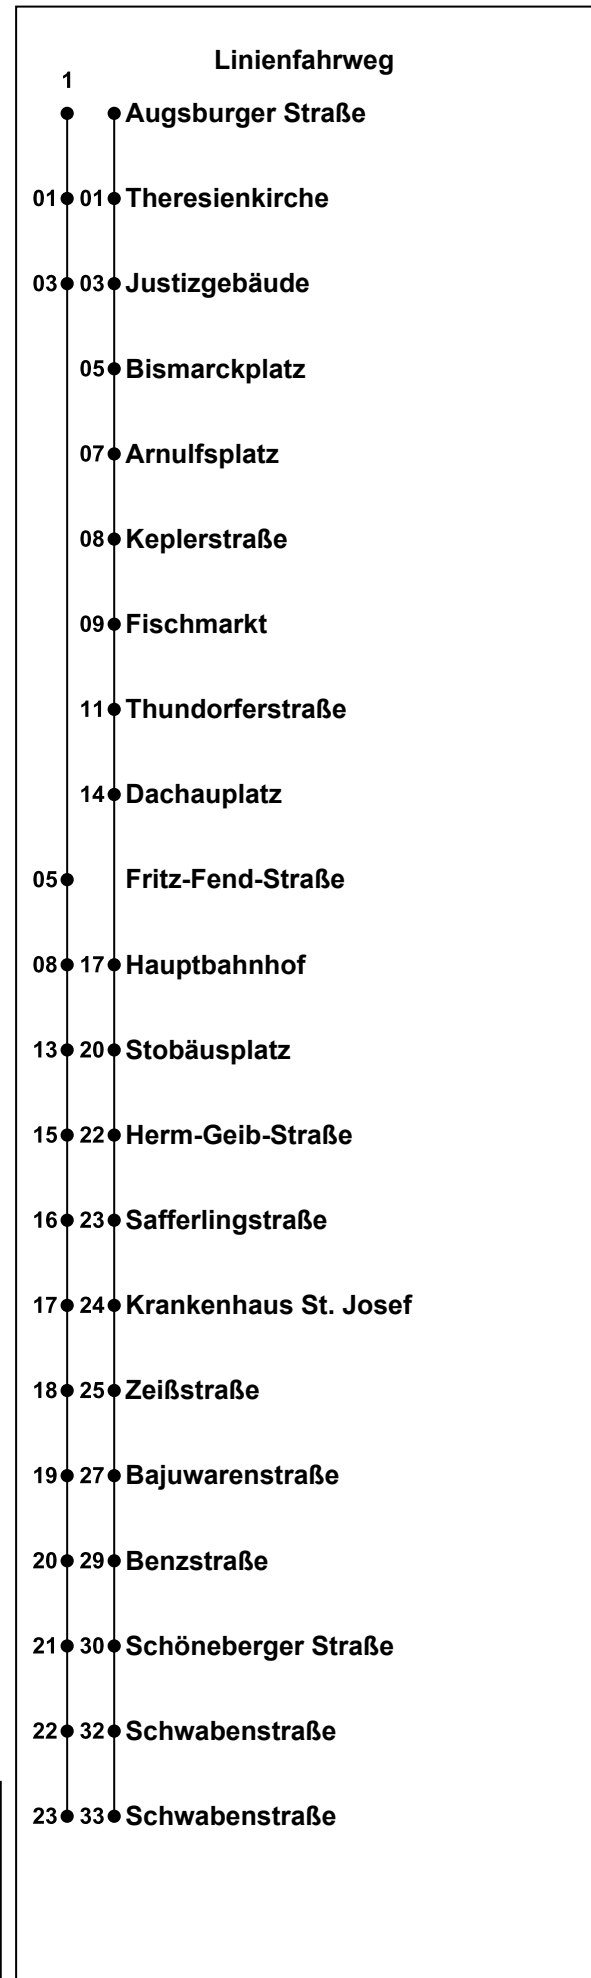 Linienfahrweg
1
Augsburger Straße
01 01 Theresienkirche
03 03 Justizgebäude
05 Bismarckplatz
07 Arnulfsplatz
08 Keplerstraße
09 Fischmarkt
11 Thundorferstraße
14 Dachauplatz
05 Fritz-Fend-Straße
08 17 Hauptbahnhof
13 20 Stobäusplatz
15 22 Herm-Geib-Straße
16 23 Safferlingstraße
17 24 Krankenhaus St. Josef
18 25 Zeißstraße
19 27 Bajuwarenstraße
20 29 Benzstraße
21 30 Schöneberger Straße
22 32 Schwabenstraße
23 33 Schwabenstraße